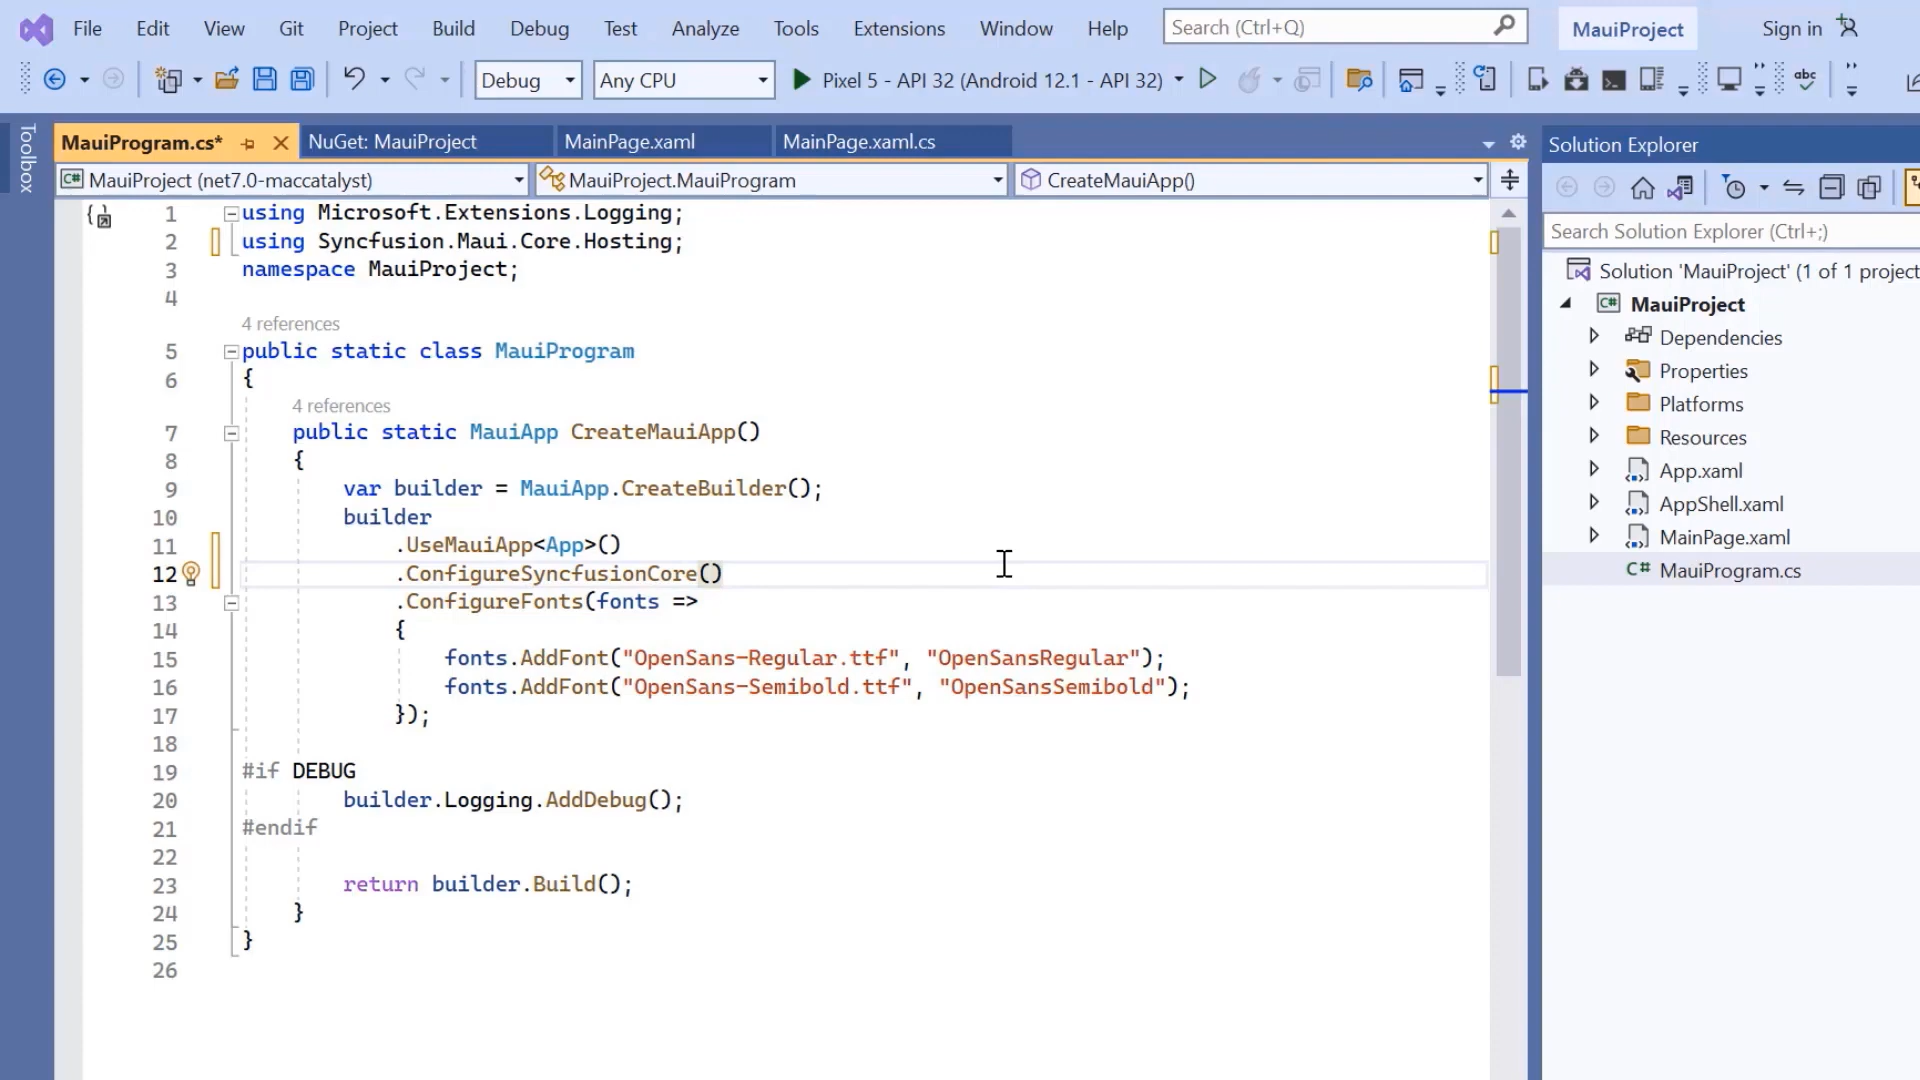 File Edit View Git Project Build Debug Test Analyze Tools Extensions Window Help Search (Ctrl+Q) MauiProject Sign in
Debug Any CPU Pixel 5 - API 32 (Android 12.1 - API 32) abc
Toolbox
MauiProgram.cs* NuGet: MauiProject MainPage.xaml MainPage.xaml.cs
C# MauiProject (net7.0-maccatalyst) MauiProject.MauiProgram CreateMauiApp()
1 using Microsoft.Extensions.Logging;
2 using Syncfusion.Maui.Core.Hosting;
3 namespace MauiProject;
4
4 references
5 public static class MauiProgram
6 {
4 references
7 public static MauiApp CreateMauiApp()
8 {
9 var builder = MauiApp.CreateBuilder();
10 builder
11 .UseMauiApp<App>()
12 .ConfigureSyncfusionCore()
13 .ConfigureFonts(fonts =>
14 {
15 fonts.AddFont("OpenSans-Regular.ttf", "OpenSansRegular");
16 fonts.AddFont("OpenSans-Semibold.ttf", "OpenSansSemibold");
17 });
18
19 #if DEBUG
20 builder.Logging.AddDebug();
21 #endif
22
23 return builder.Build();
24 }
25 }
26
Solution Explorer
Search Solution Explorer (Ctrl+;)
Solution 'MauiProject' (1 of 1 project
C# MauiProject
Dependencies
Properties
Platforms
Resources
App.xaml
AppShell.xaml
MainPage.xaml
C# MauiProgram.cs